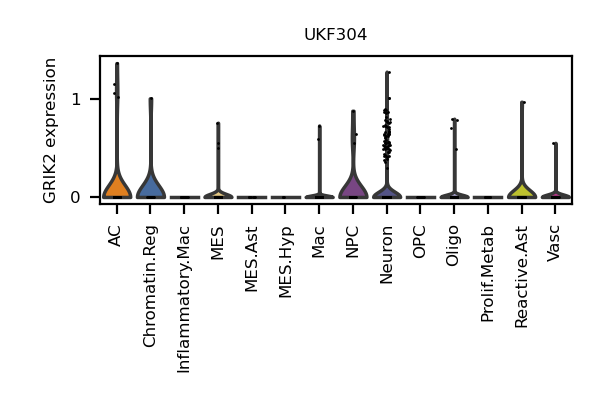 UKF304
GRIK2 expression
1
0
AC
Chromatin.Reg
Inflammatory.Mac
MES
MES.Ast
MES.Hyp
Mac
NPC
Neuron
OPC
Oligo
Prolif.Metab
Reactive.Ast
Vasc